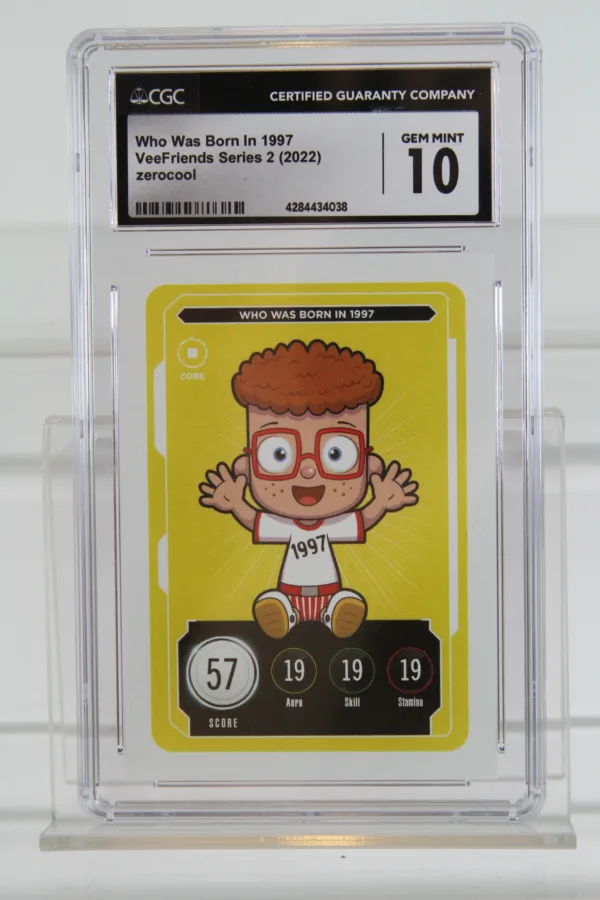 CGC
CERTIFIED GUARANTY COMPANY
Who Was Born In 1997
VeeFriends Series 2 (2022)
zerocool
GEM MINT
10
4284434038
WHO WAS BORN IN 1997
CORE
1997
57
19
19
19
Aura
Skill
Stamina
SCORE